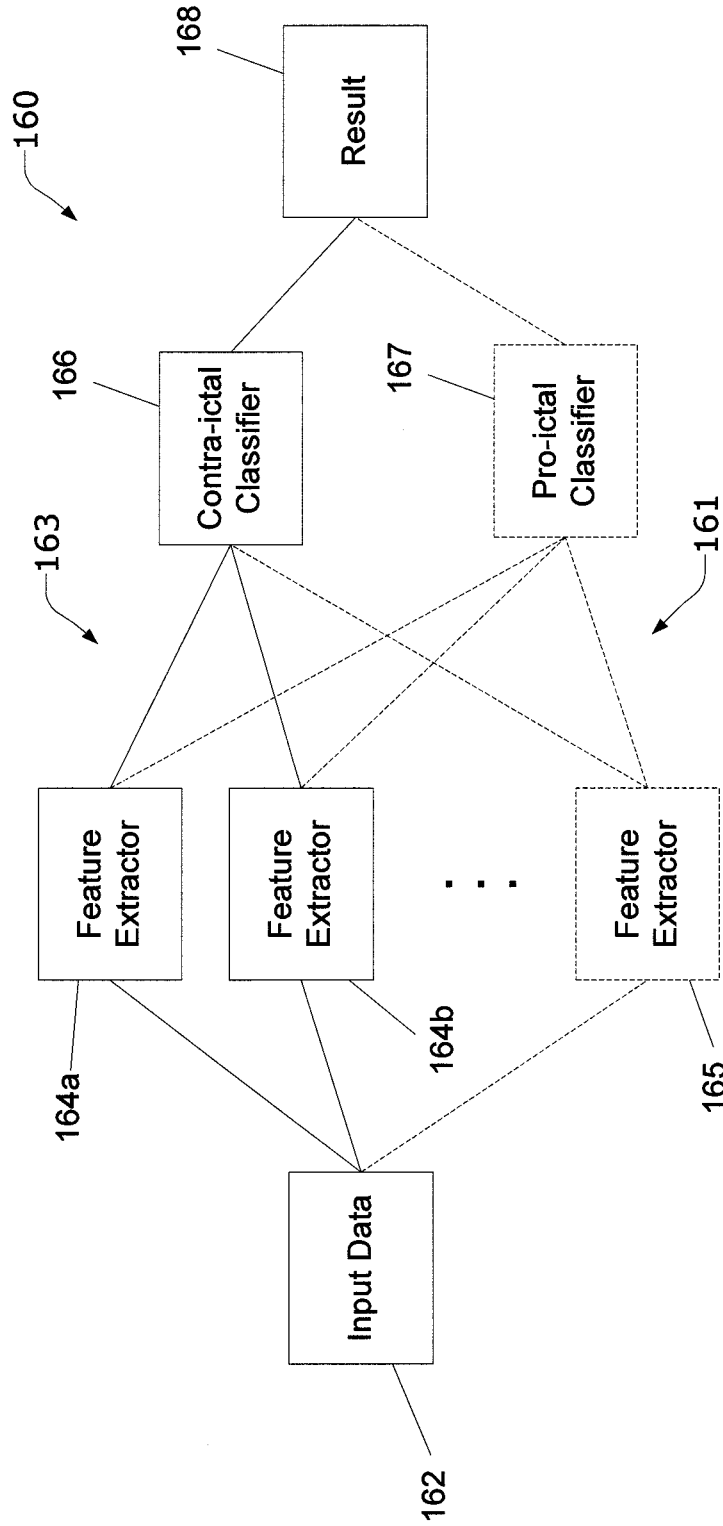 160
168
Result
166
Contra-ictal
Classifier
167
Pro-ictal
Classifier
163
161
Feature
Extractor
164a
Feature
Extractor
164b
. . .
Feature
Extractor
165
Input Data
162